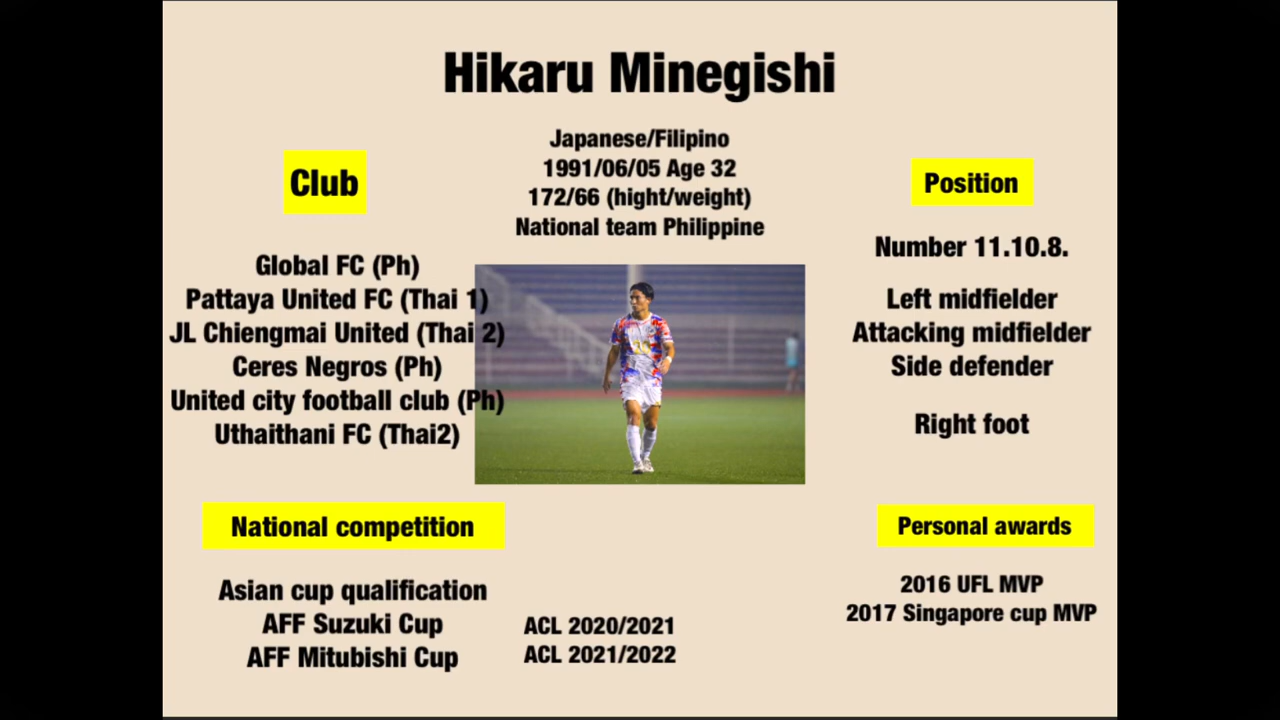 Hikaru Minegishi
Japanese/Filipino
1991/06/05 Age 32
172/66 (hight/weight)
National team Philippine
Club
Global FC (Ph)
Pattaya United FC (Thai 1)
JL Chiengmai United (Thai 2)
Ceres Negros (Ph)
United city football club (Ph)
Uthaithani FC (Thai2)
Position
Number 11.10.8.
Left midfielder
Attacking midfielder
Side defender
Right foot
National competition
Asian cup qualification
AFF Suzuki Cup
AFF Mitubishi Cup
ACL 2020/2021
ACL 2021/2022
Personal awards
2016 UFL MVP
2017 Singapore cup MVP